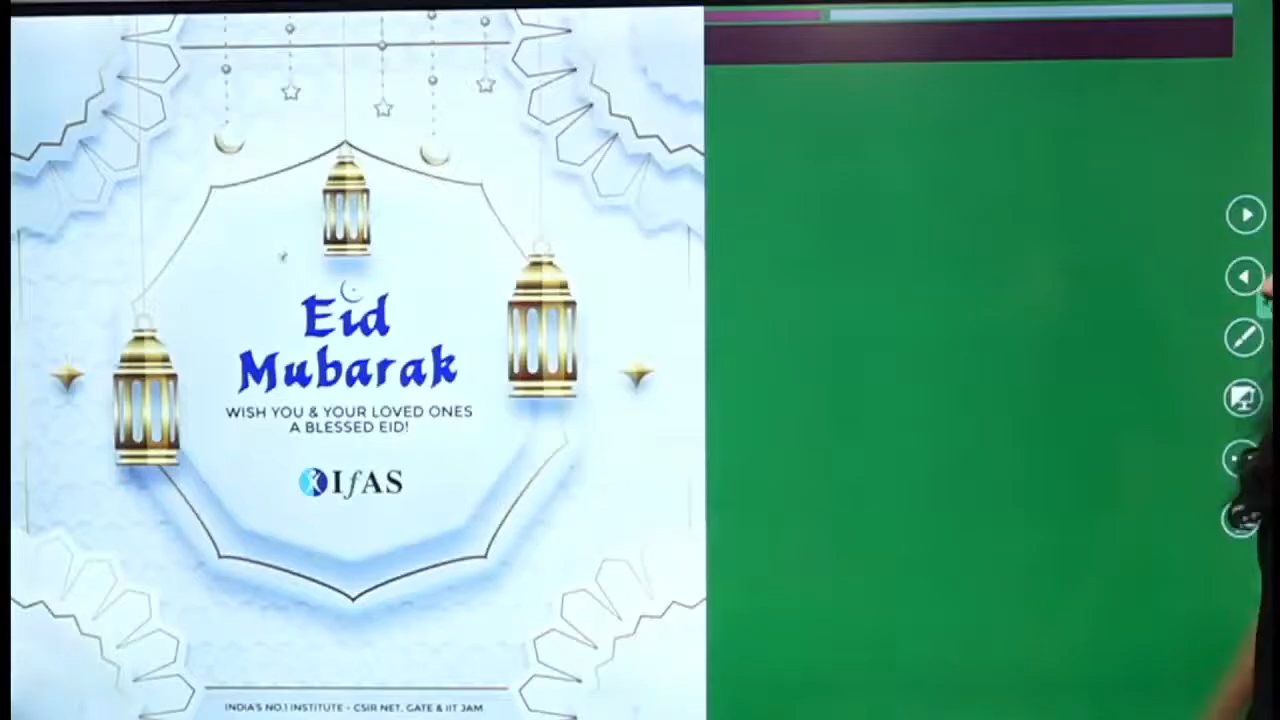 Eid
Mubarak
WISH YOU & YOUR LOVED ONES
A BLESSED EID!
IfAS
INDIA'S NO.1 INSTITUTE - CSIR NET, GATE & IIT JAM